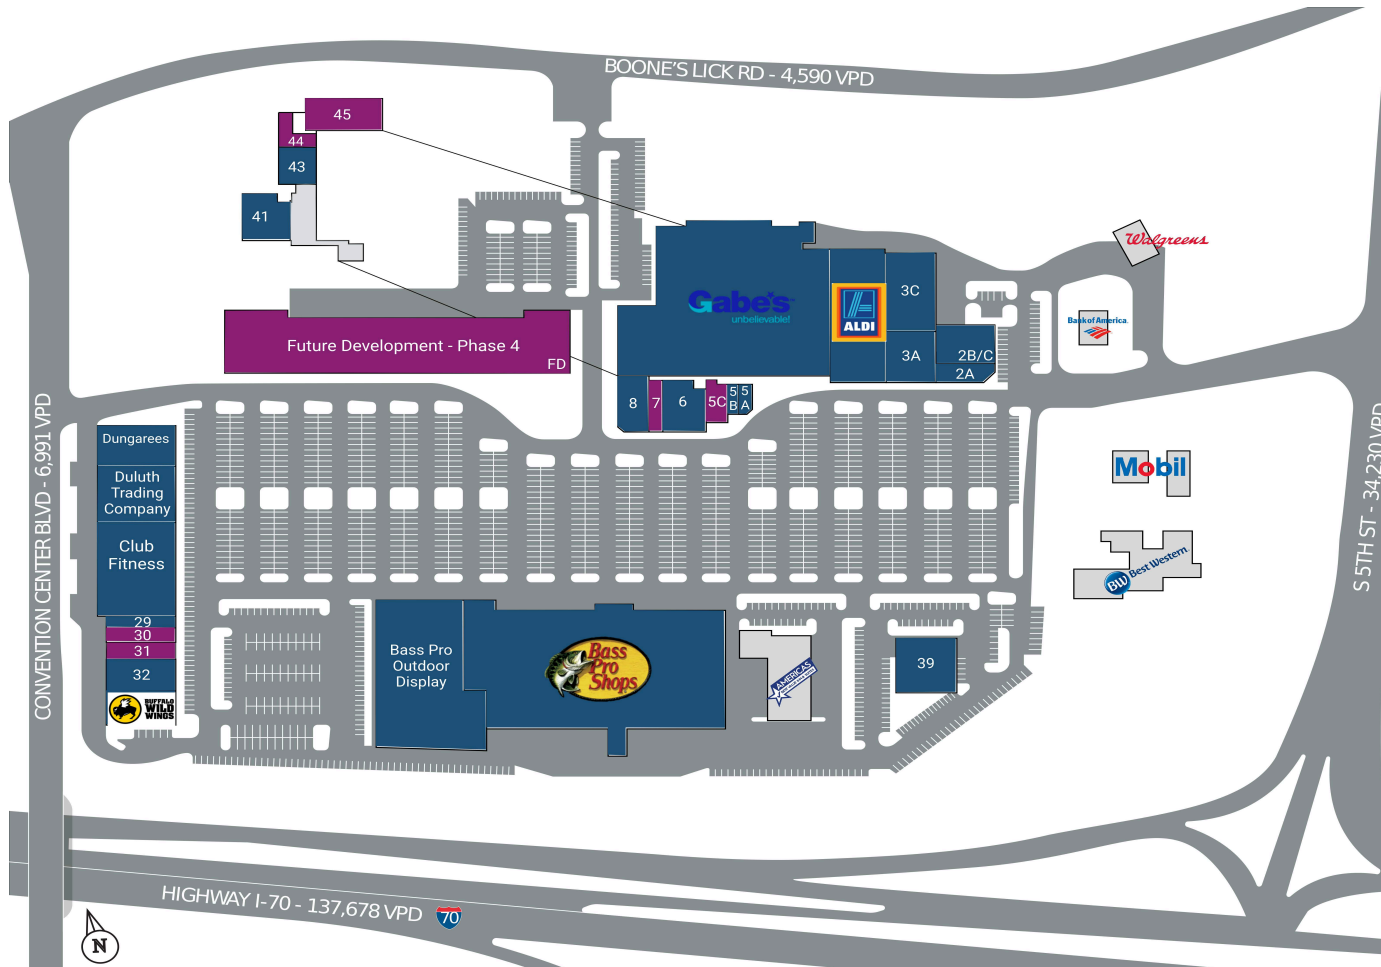 BOONE'S LICK RD - 4,590 VPD
45
44
43
41
Walgreens
Gabe's
unbelievable!
ALDI
3C
3A
2B/C
2A
Bank of America
Future Development - Phase 4
FD
8
7
6
5C
5
B
5
A
CONVENTION CENTER BLVD - 6,991 VPD
S 5TH ST - 34,230 VPD
Dungarees
Duluth
Trading
Company
Club
Fitness
29
30
31
32
BUFFALO
WILD
WINGS
Mobil
BW Best Western
Bass Pro
Outdoor
Display
Bass
Pro
Shops
AMERICAS
39
HIGHWAY I-70 - 137,678 VPD
70
N